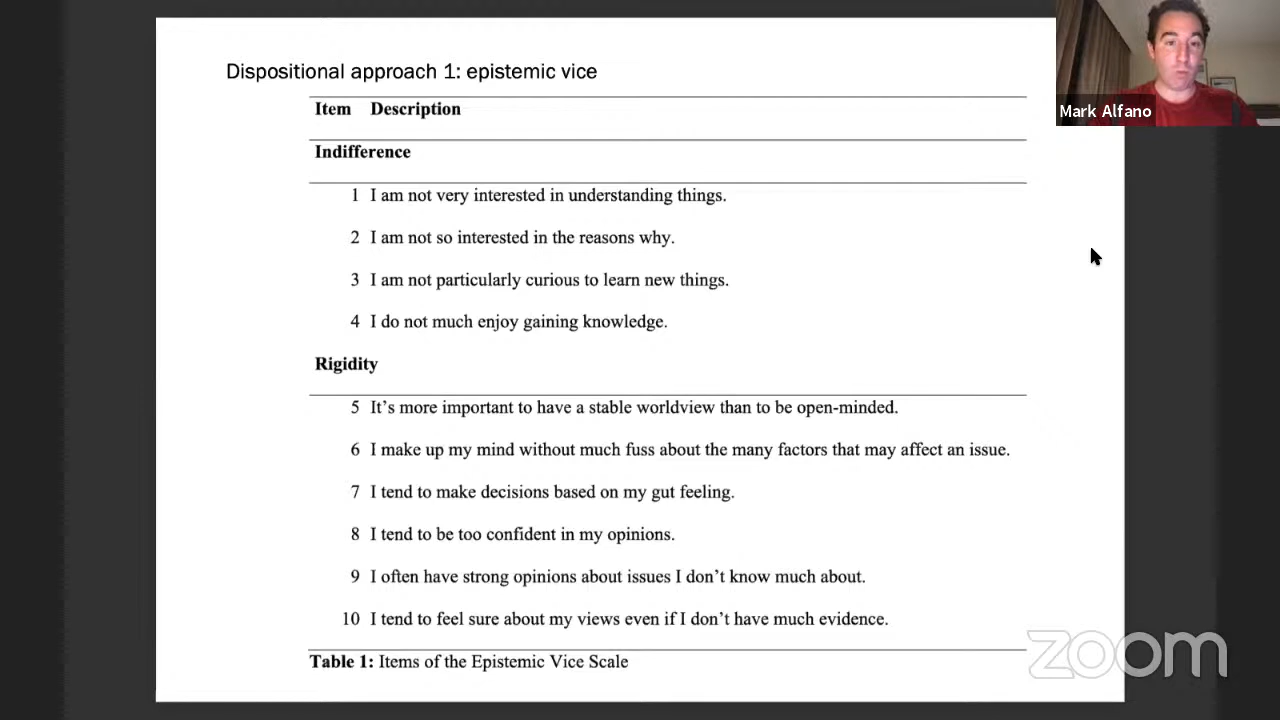 Dispositional approach 1: epistemic vice
Item Description
Indifference
1 I am not very interested in understanding things.
2 I am not so interested in the reasons why.
3 I am not particularly curious to learn new things.
4 I do not much enjoy gaining knowledge.
Rigidity
5 It's more important to have a stable worldview than to be open-minded.
6 I make up my mind without much fuss about the many factors that may affect an issue.
7 I tend to make decisions based on my gut feeling.
8 I tend to be too confident in my opinions.
9 I often have strong opinions about issues I don't know much about.
10 I tend to feel sure about my views even if I don't have much evidence.
Table 1: Items of the Epistemic Vice Scale
Mark Alfano
zoom